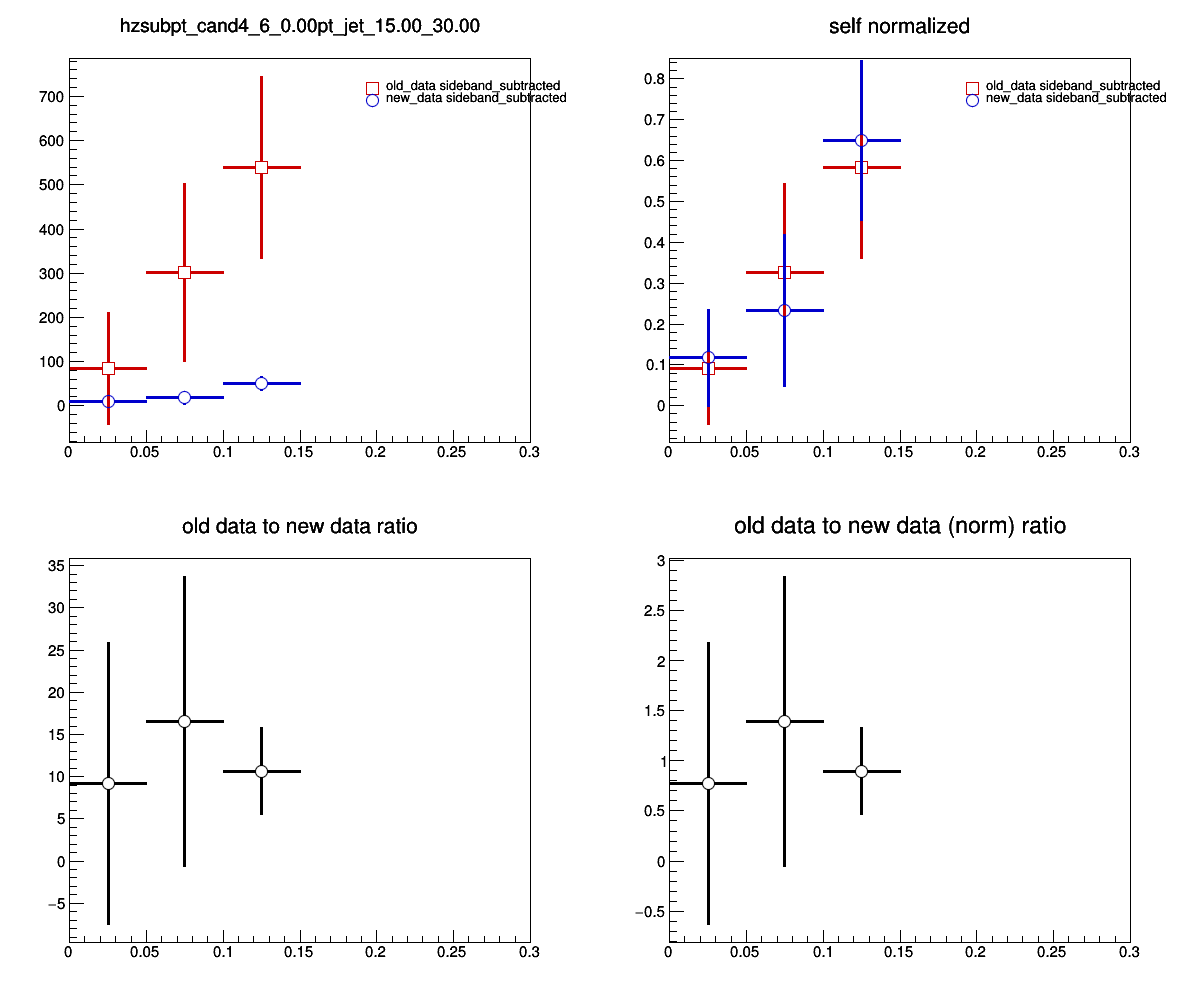 hzsubpt_cand4_6_0.00pt_jet_15.00_30.00
700
600
500
400
300
200
100
0
0 0.05 0.1 0.15 0.2 0.25 0.3
old_data sideband_subtracted
new_data sideband_subtracted
self normalized
0.8
0.7
0.6
0.5
0.4
0.3
0.2
0.1
0
0 0.05 0.1 0.15 0.2 0.25 0.3
old_data sideband_subtracted
new_data sideband_subtracted
old data to new data ratio
35
30
25
20
15
10
5
0
−5
0 0.05 0.1 0.15 0.2 0.25 0.3
old data to new data (norm) ratio
3
2.5
2
1.5
1
0.5
0
−0.5
0 0.05 0.1 0.15 0.2 0.25 0.3